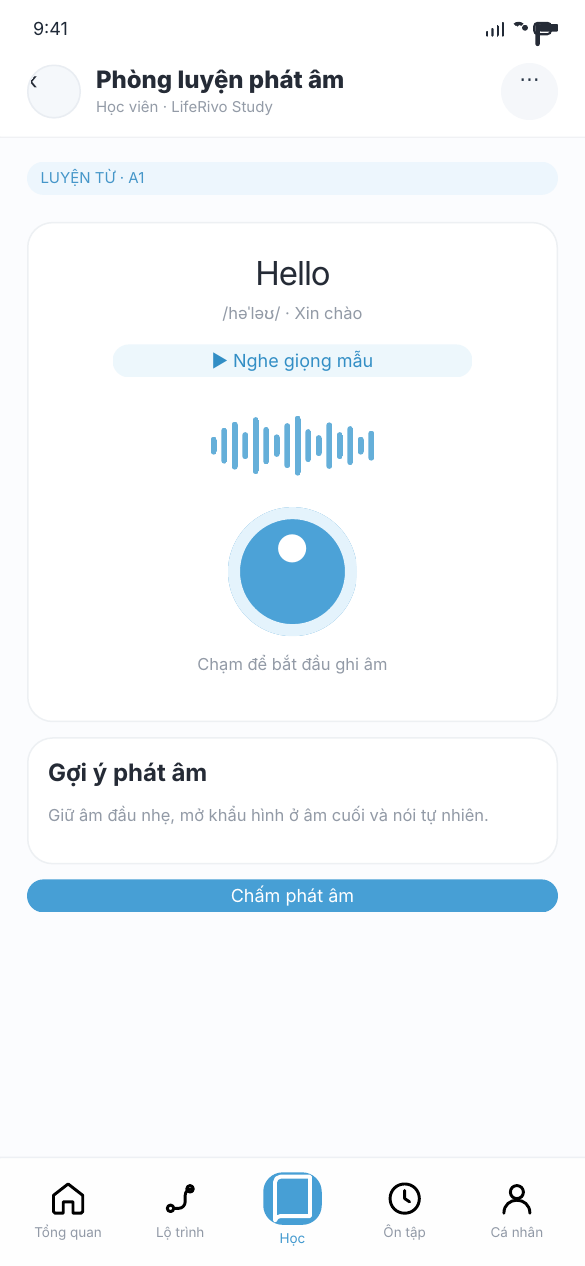 9:41
Phòng luyện phát âm
Học viên · LifeRivo Study
LUYỆN TỪ · A1
Hello
/həˈləʊ/ · Xin chào
▶ Nghe giọng mẫu
Chạm để bắt đầu ghi âm
Gợi ý phát âm
Giữ âm đầu nhẹ, mở khẩu hình ở âm cuối và nói tự nhiên.
Chấm phát âm
Tổng quan
Lộ trình
Học
Ôn tập
Cá nhân